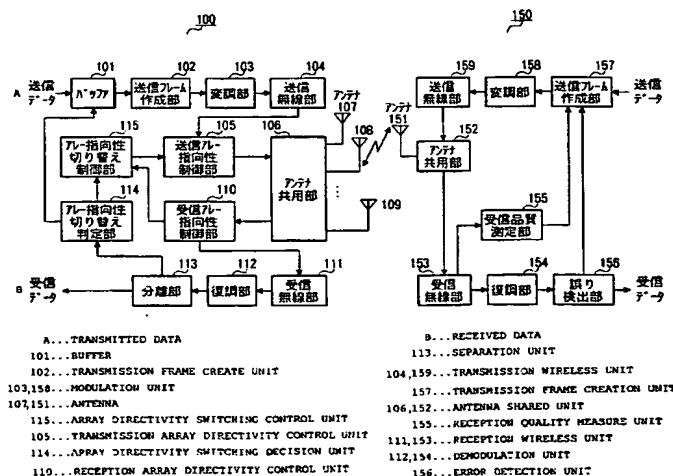 100
150
101
102
103
104
159
158
157
A 送信データ
バッファ
送信フレーム作成部
変調部
送信無線部
アンテナ
107
アンテナ
151
送信無線部
変調部
送信フレーム作成部
送信データ
115
105
106
108
152
アレー指向性切り替え制御部
送信アレー指向性制御部
アンテナ共用部
アンテナ共用部
114
110
109
155
アレー指向性切り替え判定部
受信アレー指向性制御部
受信品質測定部
113
112
111
153
154
156
B 受信データ
分離部
復調部
受信無線部
受信無線部
復調部
誤り検出部
受信データ
A...TRANSMITTED DATA
101...BUFFER
102...TRANSMISSION FRAME CREATE UNIT
103,158...MODULATION UNIT
107,151...ANTENNA
115...ARRAY DIRECTIVITY SWITCHING CONTROL UNIT
105...TRANSMISSION ARRAY DIRECTIVITY CONTROL UNIT
114...ARRAY DIRECTIVITY SWITCHING DECISION UNIT
110...RECEPTION ARRAY DIRECTIVITY CONTROL UNIT
B...RECEIVED DATA
113...SEPARATION UNIT
104,159...TRANSMISSION WIRELESS UNIT
157...TRANSMISSION FRAME CREATION UNIT
106,152...ANTENNA SHARED UNIT
155...RECEPTION QUALITY MEASURE UNIT
111,153...RECEPTION WIRELESS UNIT
112,154...DEMODULATION UNIT
156...ERROR DETECTION UNIT